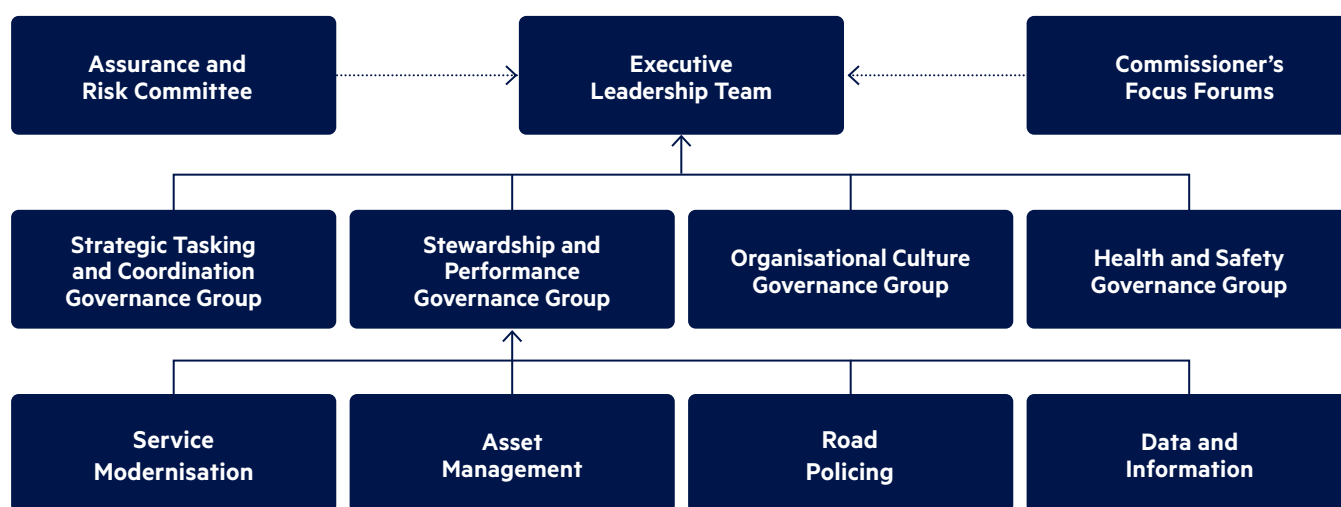 Assurance and
Risk Committee
Executive
Leadership Team
Commissioner’s
Focus Forums
Strategic Tasking
and Coordination
Governance Group
Stewardship and
Performance
Governance Group
Organisational Culture
Governance Group
Health and Safety
Governance Group
Service
Modernisation
Asset
Management
Road
Policing
Data and
Information